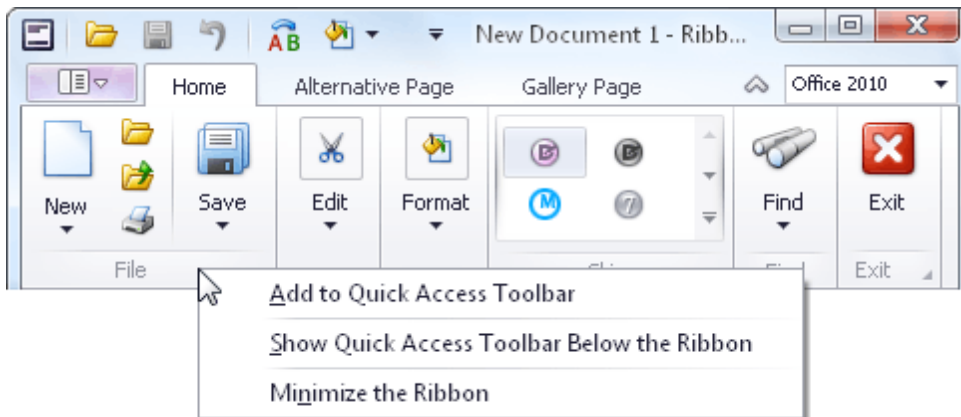 AB
New Document 1 - Ribb...
Home
Alternative Page
Gallery Page
Office 2010
New
Save
Edit
Format
Find
Exit
File
Exit
Add to Quick Access Toolbar
Show Quick Access Toolbar Below the Ribbon
Minimize the Ribbon